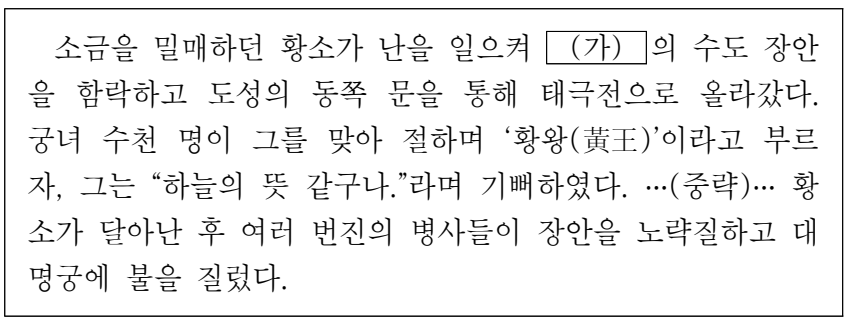 소금을 밀매하던 황소가 난을 일으켜 (가) 의 수도 장안
을 함락하고 도성의 동쪽 문을 통해 태극전으로 올라갔다.
궁녀 수천 명이 그를 맞아 절하며 ‘황왕(黃王)’이라고 부르
자, 그는 “하늘의 뜻 같구나.”라며 기뻐하였다. …(중략)… 황
소가 달아난 후 여러 번진의 병사들이 장안을 노략질하고 대
명궁에 불을 질렀다.